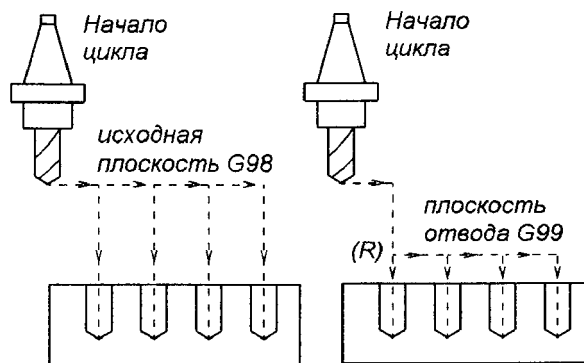 Начало
цикла
исходная
плоскость G98
Начало
цикла
плоскость
отвода G99
(R)